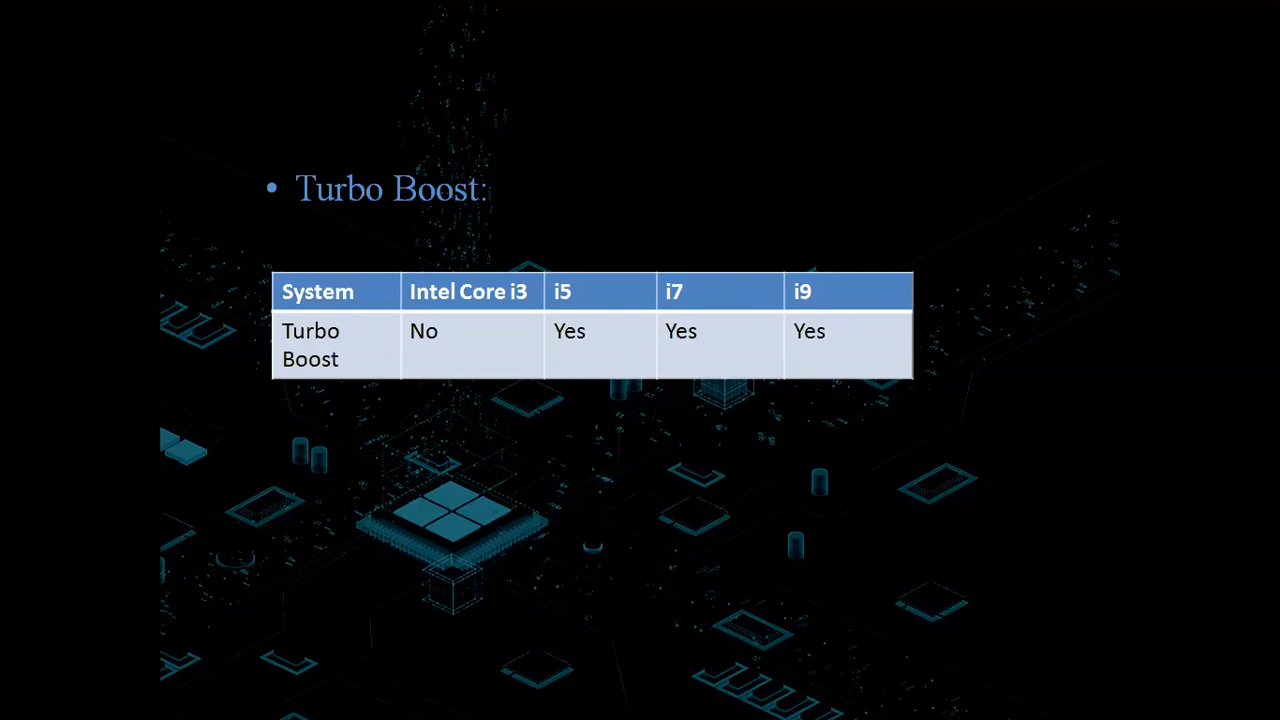 • Turbo Boost:
System Intel Core i3 i5 i7 i9
Turbo Boost No Yes Yes Yes